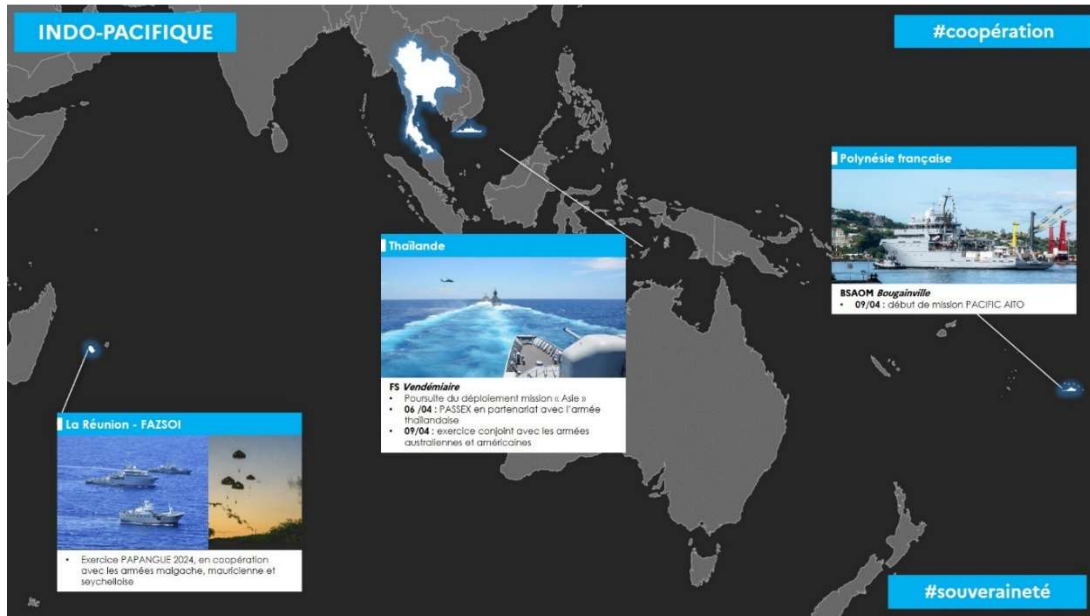 INDO-PACIFIQUE
#coopération
Polynésie française
BSAOM Bougainville
• 09/04 : début de mission PACIFIC AITO
Thaïlande
FS Vendémiaire
• Poursuite du déploiement mission « Asie »
• 06 /04 : PASSEX en partenariat avec l'armée
thaïlandaise
• 09/04 : exercice conjoint avec les armées
australiennes et américaines
La Réunion - FAZSOI
• Exercice PAPANGUE 2024, en coopération
avec les armées malgache, mauricienne et
seychelloise
#souveraineté